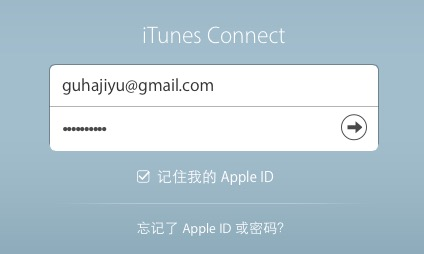 iTunes Connect
guhajiyu@gmail.com
••••••••••
记住我的 Apple ID
忘记了 Apple ID 或密码？